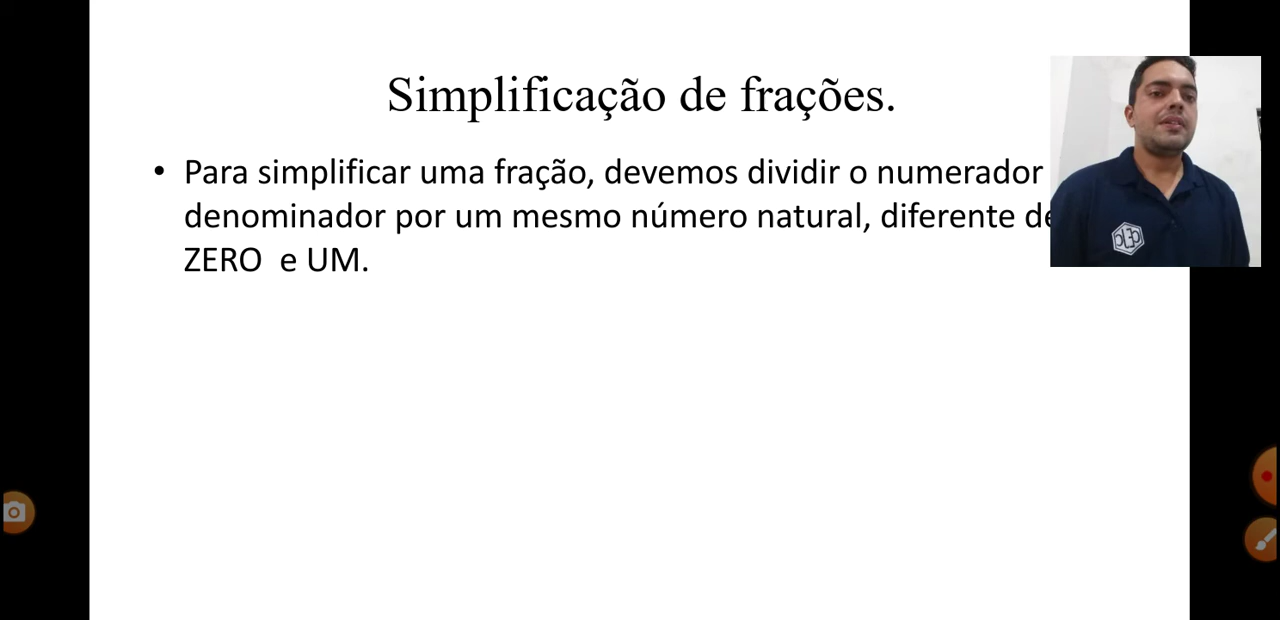 Simplificação de frações.
• Para simplificar uma fração, devemos dividir o numerador
denominador por um mesmo número natural, diferente de
ZERO e UM.